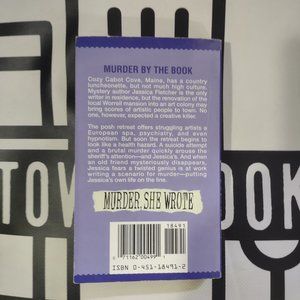 MURDER BY THE BOOK
Cozy Cabot Cove, Maine, has a country
luncheonette, but not much high culture.
Mystery author Jessica Fletcher is the only
writer in residence, but the renovation of the
local Worrell mansion into an art colony may
bring scores of artistic people to town. No
one, however, expected a creative killer.
The posh retreat offers struggling artists a
European spa, psychiatry, and even
hypnotism. But soon the retreat begins to
look like a health hazard. A suicide attempt
and a brutal murder quickly arouse the
sheriff's attention—and Jessica's. And when
an old friend mysteriously disappears,
Jessica fears a twisted genius is at work
writing a scenario for murder—putting
Jessica's own life on the line.
MURDER, SHE WROTE
18491
71162 00499
ISBN 0-451-18491-2
TOW
OOK